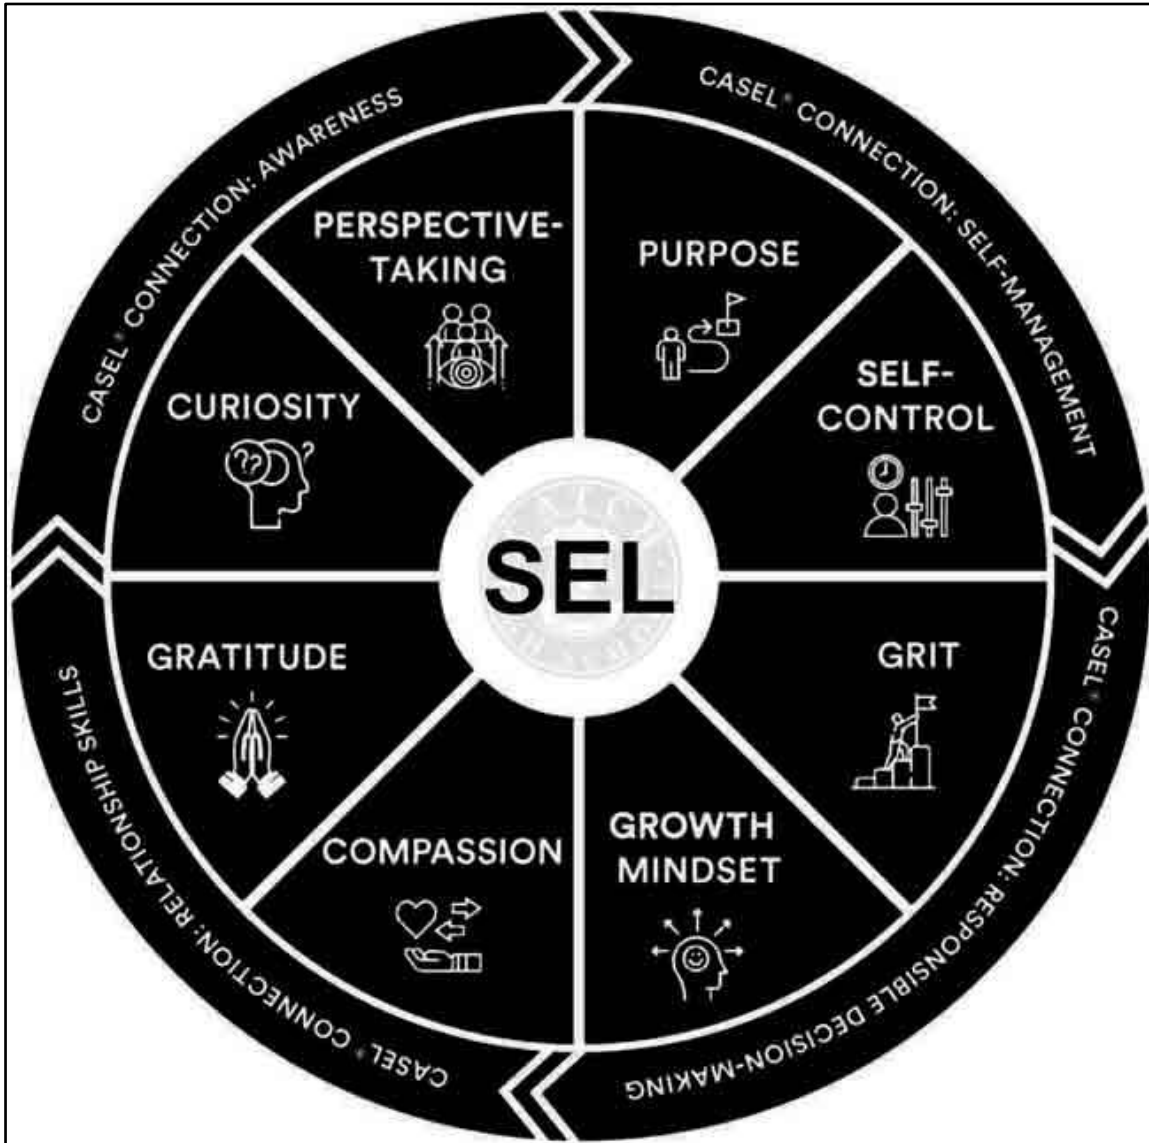 CASEL® CONNECTION: AWARENESS
CASEL® CONNECTION: SELF-MANAGEMENT
PERSPECTIVE-
TAKING
PURPOSE
CURIOSITY
??
?
SELF-
CONTROL
SEL
GRATITUDE
GRIT
COMPASSION
GROWTH
MINDSET
CASEL® CONNECTION: RELATIONSHIP SKILLS
CASEL® CONNECTION: RESPONSIBLE DECISION-MAKING